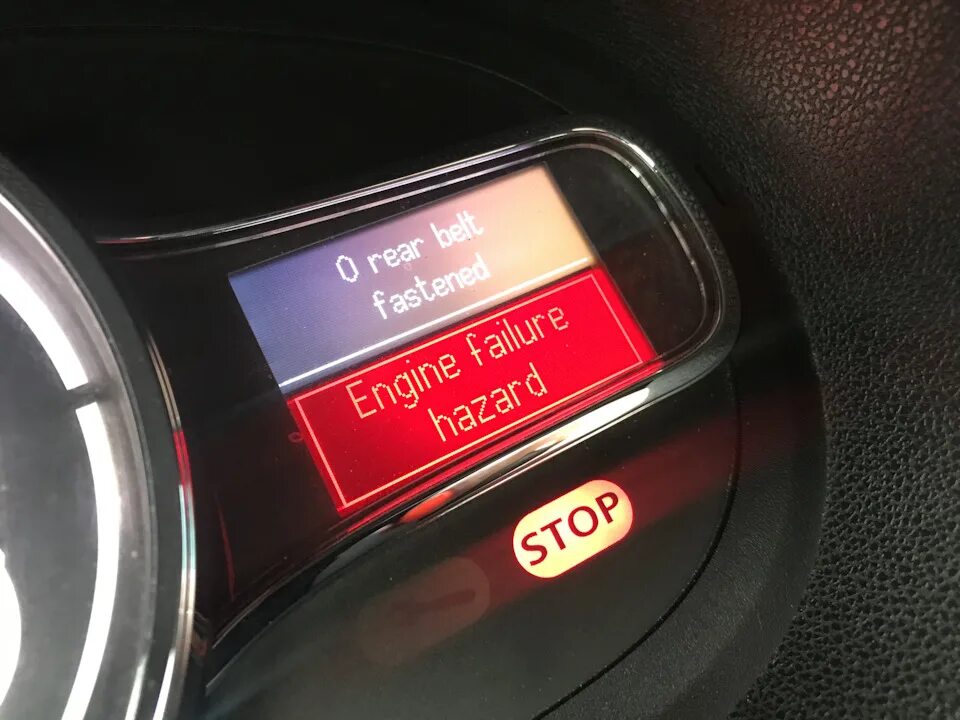 0 rear belt
fastened
Engine failure
hazard
STOP